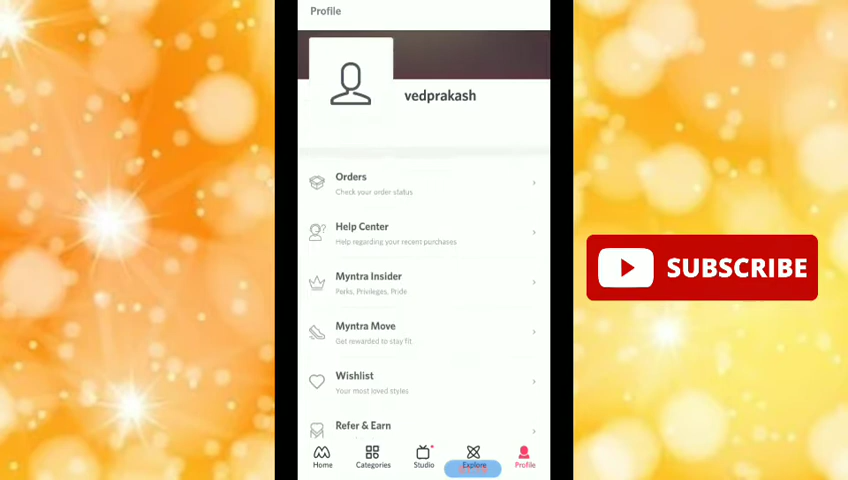 Profile
vedprakash
Orders
Check your order status
Help Center
Help regarding your recent purchases
Myntra Insider
Perks, Privileges, Pride
Myntra Move
Get rewarded to stay fit
Wishlist
Your most loved styles
Refer & Earn
Home
Categories
Studio
Explore
Profile
SUBSCRIBE